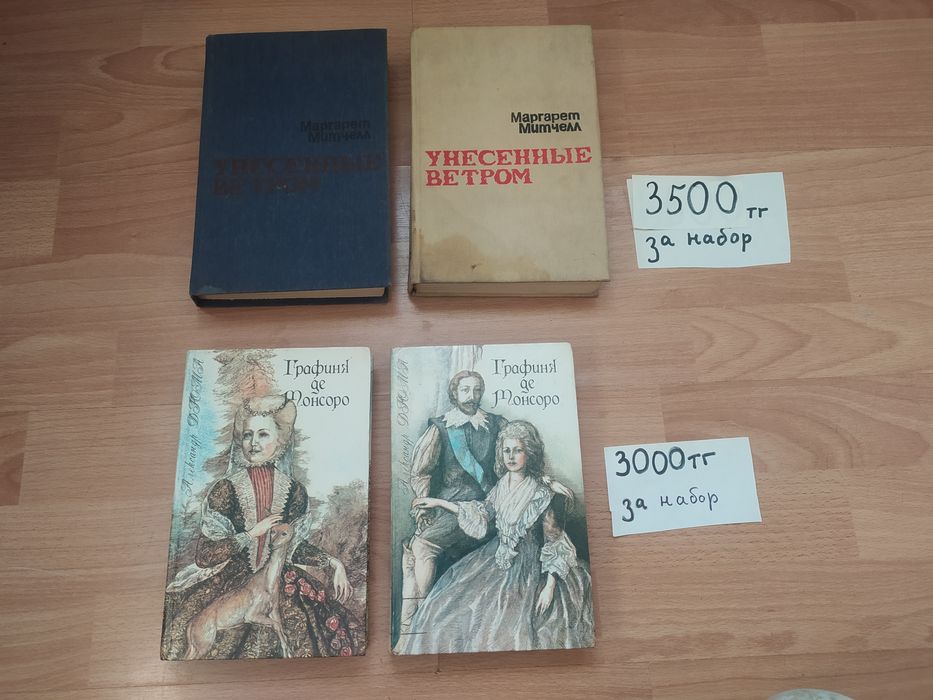 Маргарет
Митчелл
УНЕСЕННЫЕ
ВЕТРОМ
Маргарет
Митчелл
УНЕСЕННЫЕ
ВЕТРОМ
3500 тг
за набор
Александр ДЮМА
Графиня
де
Монсоро
Александр ДЮМА
Графиня
де
Монсоро
3000тг
за набор